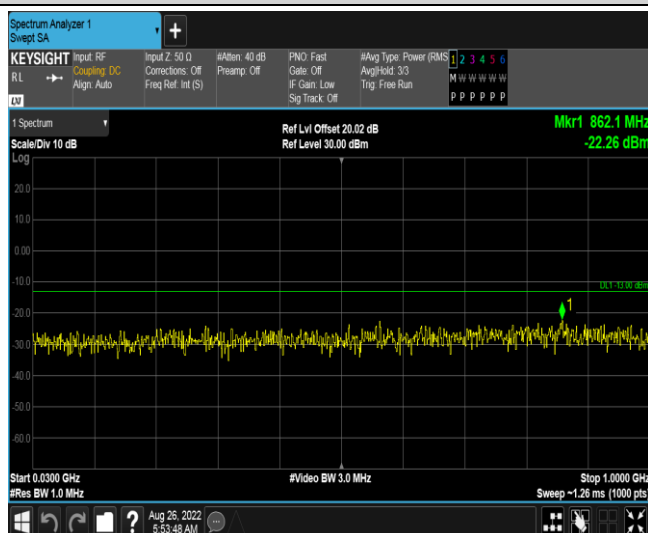 Spectrum Analyzer 1
Swept SA
+
KEYSIGHT
RL
LXI
Input: RF
Coupling: DC
Align: Auto
Input Z: 50 Ω
Corrections: Off
Freq Ref: Int (S)
#Atten: 40 dB
Preamp: Off
PNO: Fast
Gate: Off
IF Gain: Low
Sig Track: Off
#Avg Type: Power (RMS
Avg|Hold: 3/3
Trig: Free Run
1 2 3 4 5 6
M W W W W W
P P P P P P
1 Spectrum
Scale/Div 10 dB
Ref Lvl Offset 20.02 dB
Ref Level 30.00 dBm
Mkr1 862.1 MHz
-22.26 dBm
Log
20.0
10.0
0.00
-10.0
-20.0
-30.0
-40.0
-50.0
-60.0
DL1 -13.00 dBm
1
Start 0.0300 GHz
#Res BW 1.0 MHz
#Video BW 3.0 MHz
Stop 1.0000 GHz
Sweep ~1.26 ms (1000 pts)
?
Aug 26, 2022
5:53:48 AM